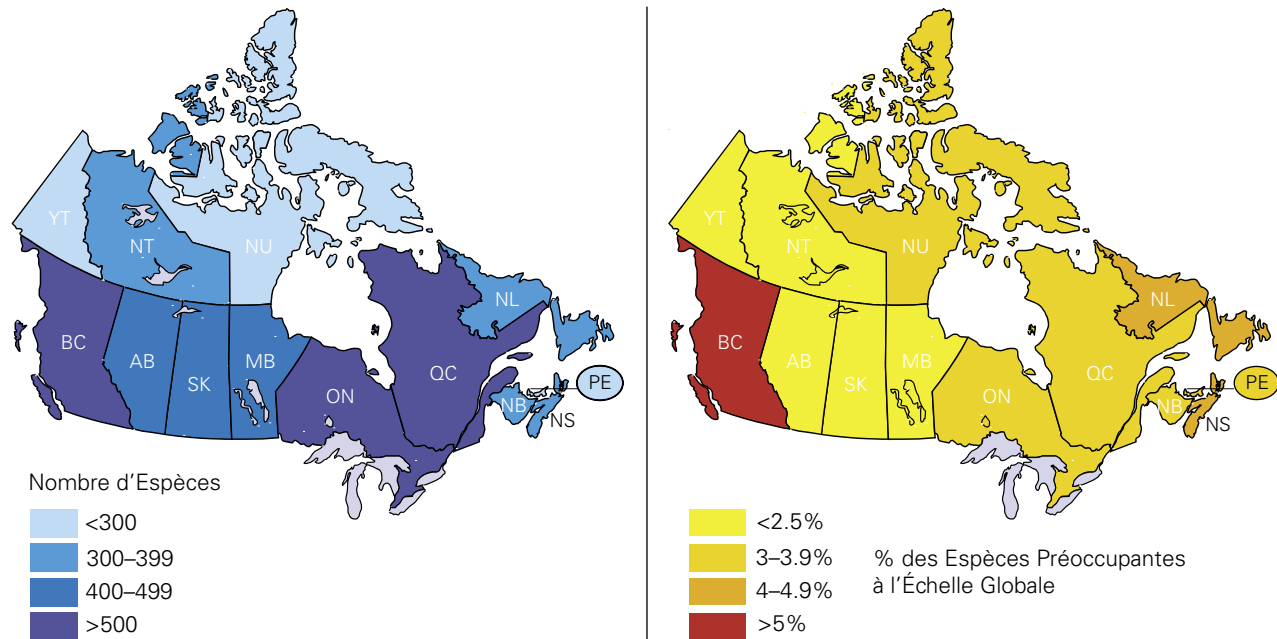 YT
NT
NU
BC
AB
SK
MB
ON
QC
NL
PE
NB
NS
Nombre d'Espèces
<300
300–399
400–499
>500
YT
NT
NU
BC
AB
SK
MB
ON
QC
NL
PE
NB
NS
<2.5%
3–3.9%
4–4.9%
>5%
% des Espèces Préoccupantes
à l'Échelle Globale